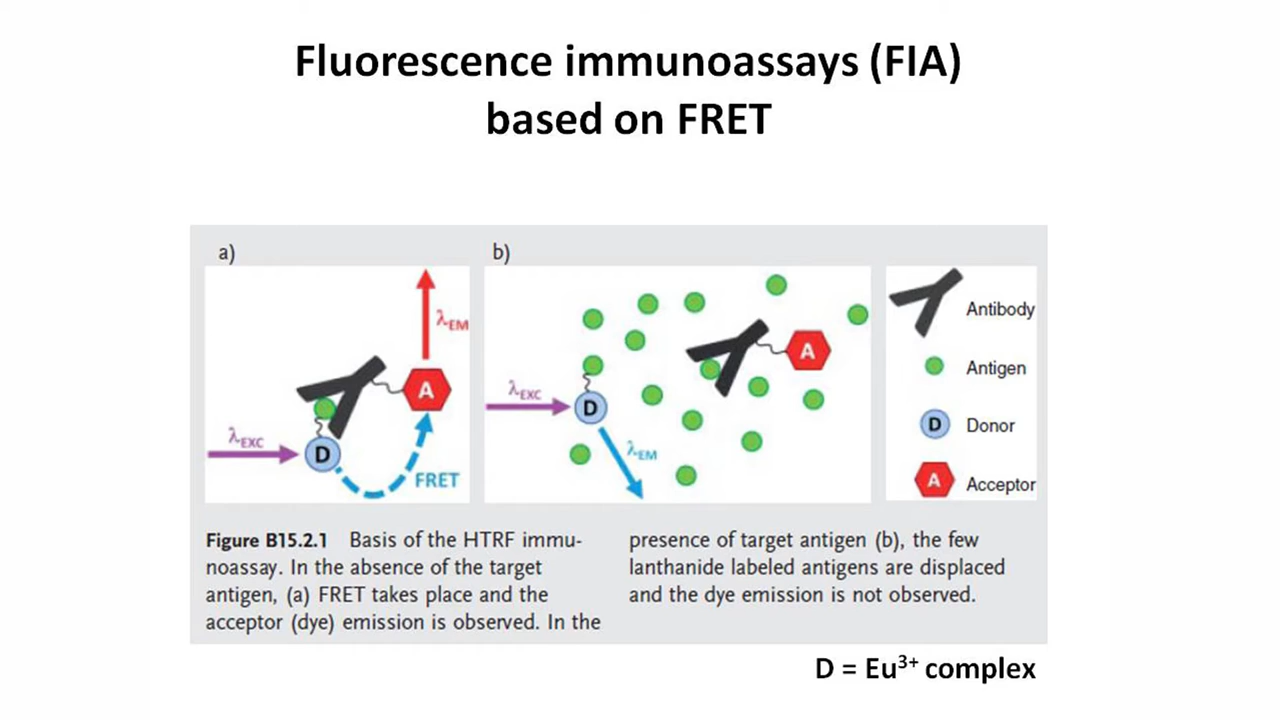 Fluorescence immunoassays (FIA)
based on FRET
a)
λEM
A
λEXC
D
FRET
b)
λEXC
D
λEM
A
Antibody
Antigen
D Donor
A Acceptor
Figure B15.2.1 Basis of the HTRF immu-
noassay. In the absence of the target
antigen, (a) FRET takes place and the
acceptor (dye) emission is observed. In the
presence of target antigen (b), the few
lanthanide labeled antigens are displaced
and the dye emission is not observed.
D = Eu³⁺ complex